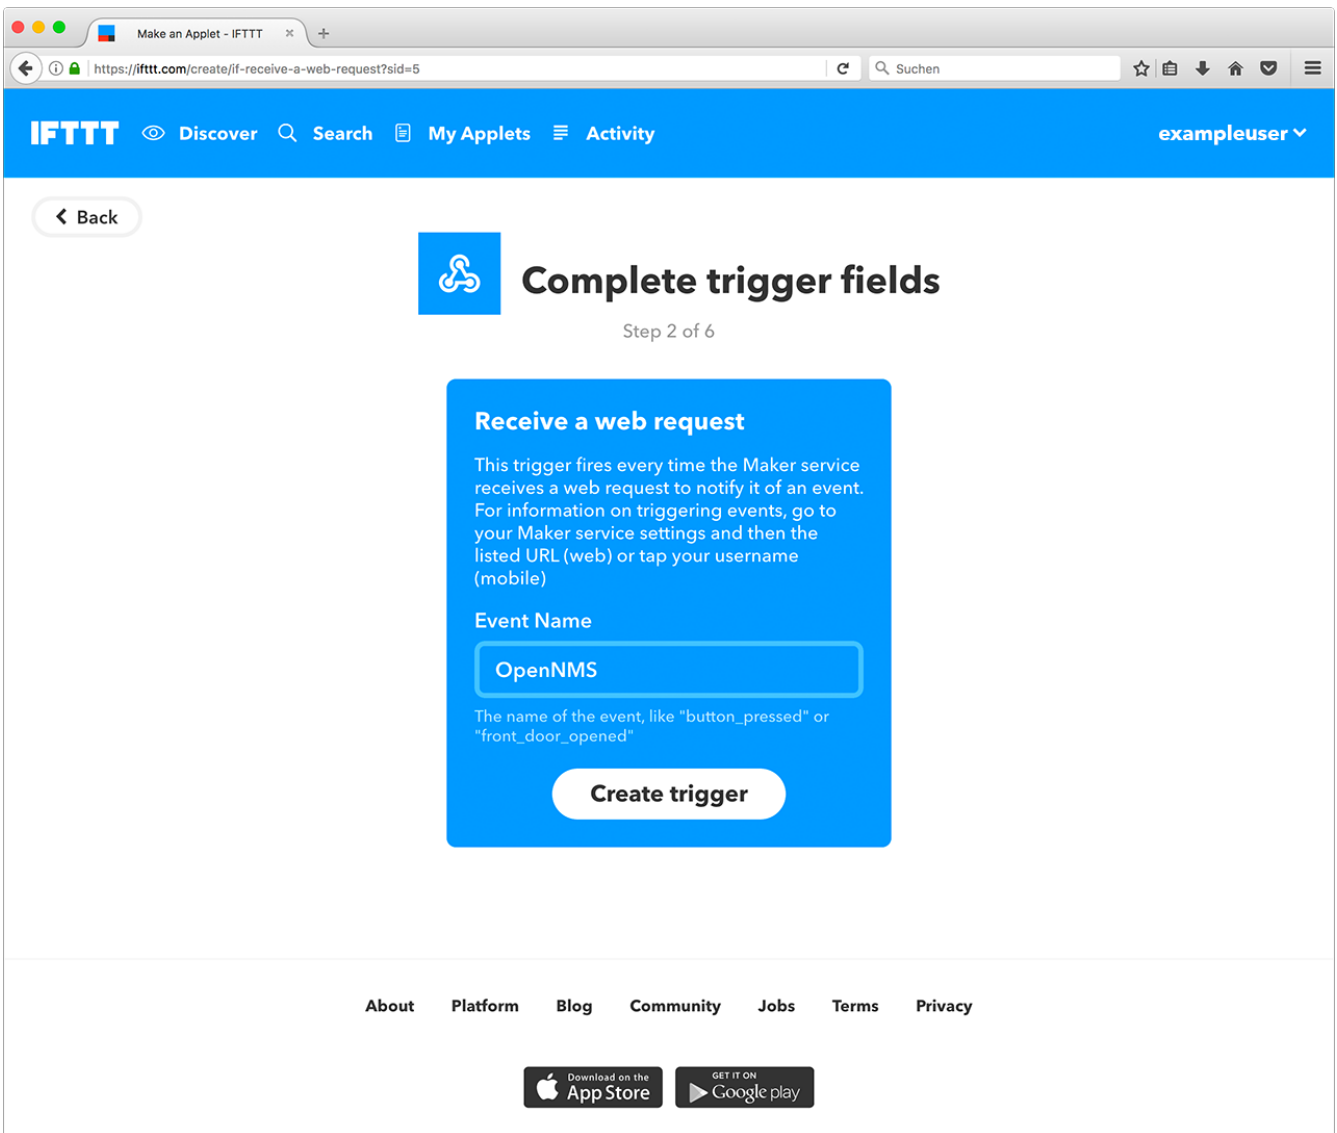 Make an Applet - IFTTT
https://ifttt.com/create/if-receive-a-web-request?sid=5
Suchen
IFTTT Discover Search My Applets Activity exampleuser
Back
Complete trigger fields
Step 2 of 6
Receive a web request
This trigger fires every time the Maker service
receives a web request to notify it of an event.
For information on triggering events, go to
your Maker service settings and then the
listed URL (web) or tap your username
(mobile)
Event Name
OpenNMS
The name of the event, like "button_pressed" or
"front_door_opened"
Create trigger
About Platform Blog Community Jobs Terms Privacy
Download on the
App Store
GET IT ON
Google play